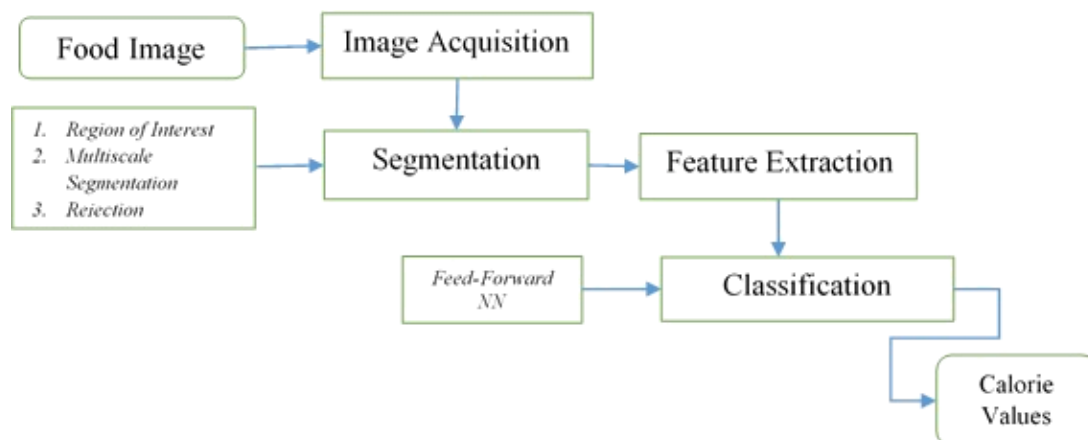 Food Image
Image Acquisition
1. Region of Interest
2. Multiscale
Segmentation
3. Rejection
Segmentation
Feature Extraction
Feed-Forward
NN
Classification
Calorie
Values